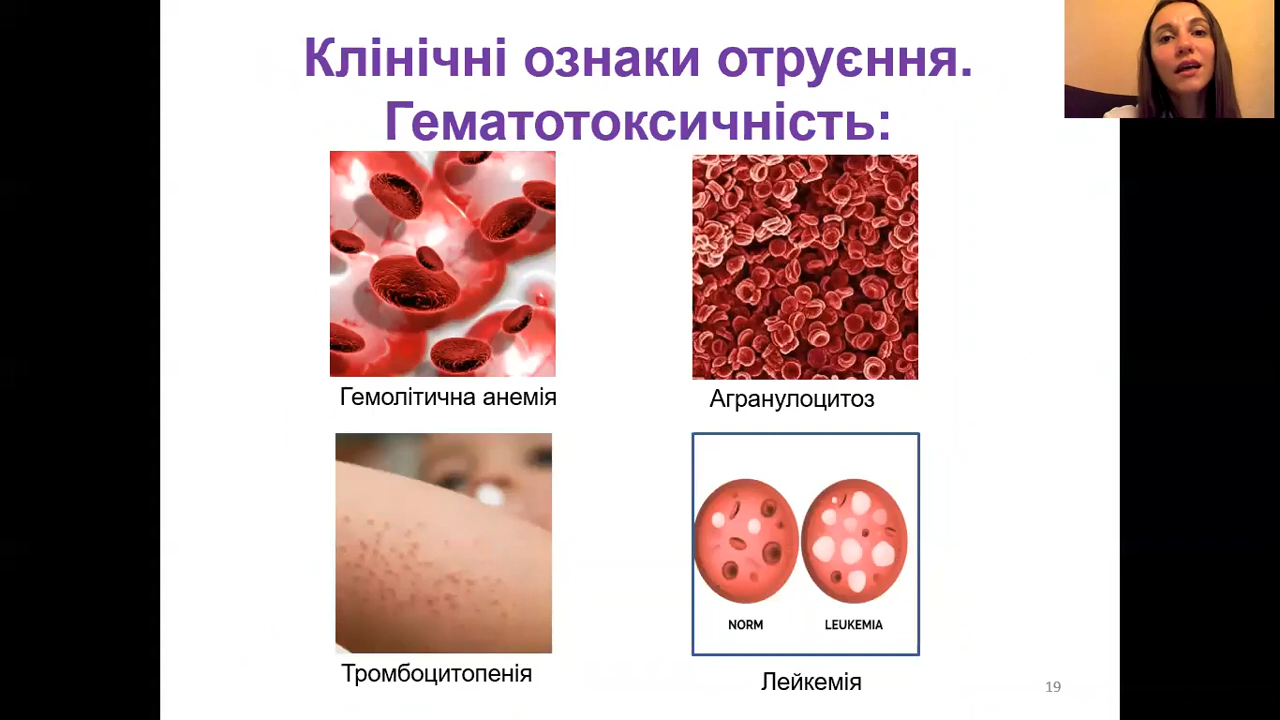 Клінічні ознаки отруєння.
Гематотоксичність:
Гемолітична анемія
Агранулоцитоз
NORM
LEUKEMIA
Тромбоцитопенія
Лейкемія
19